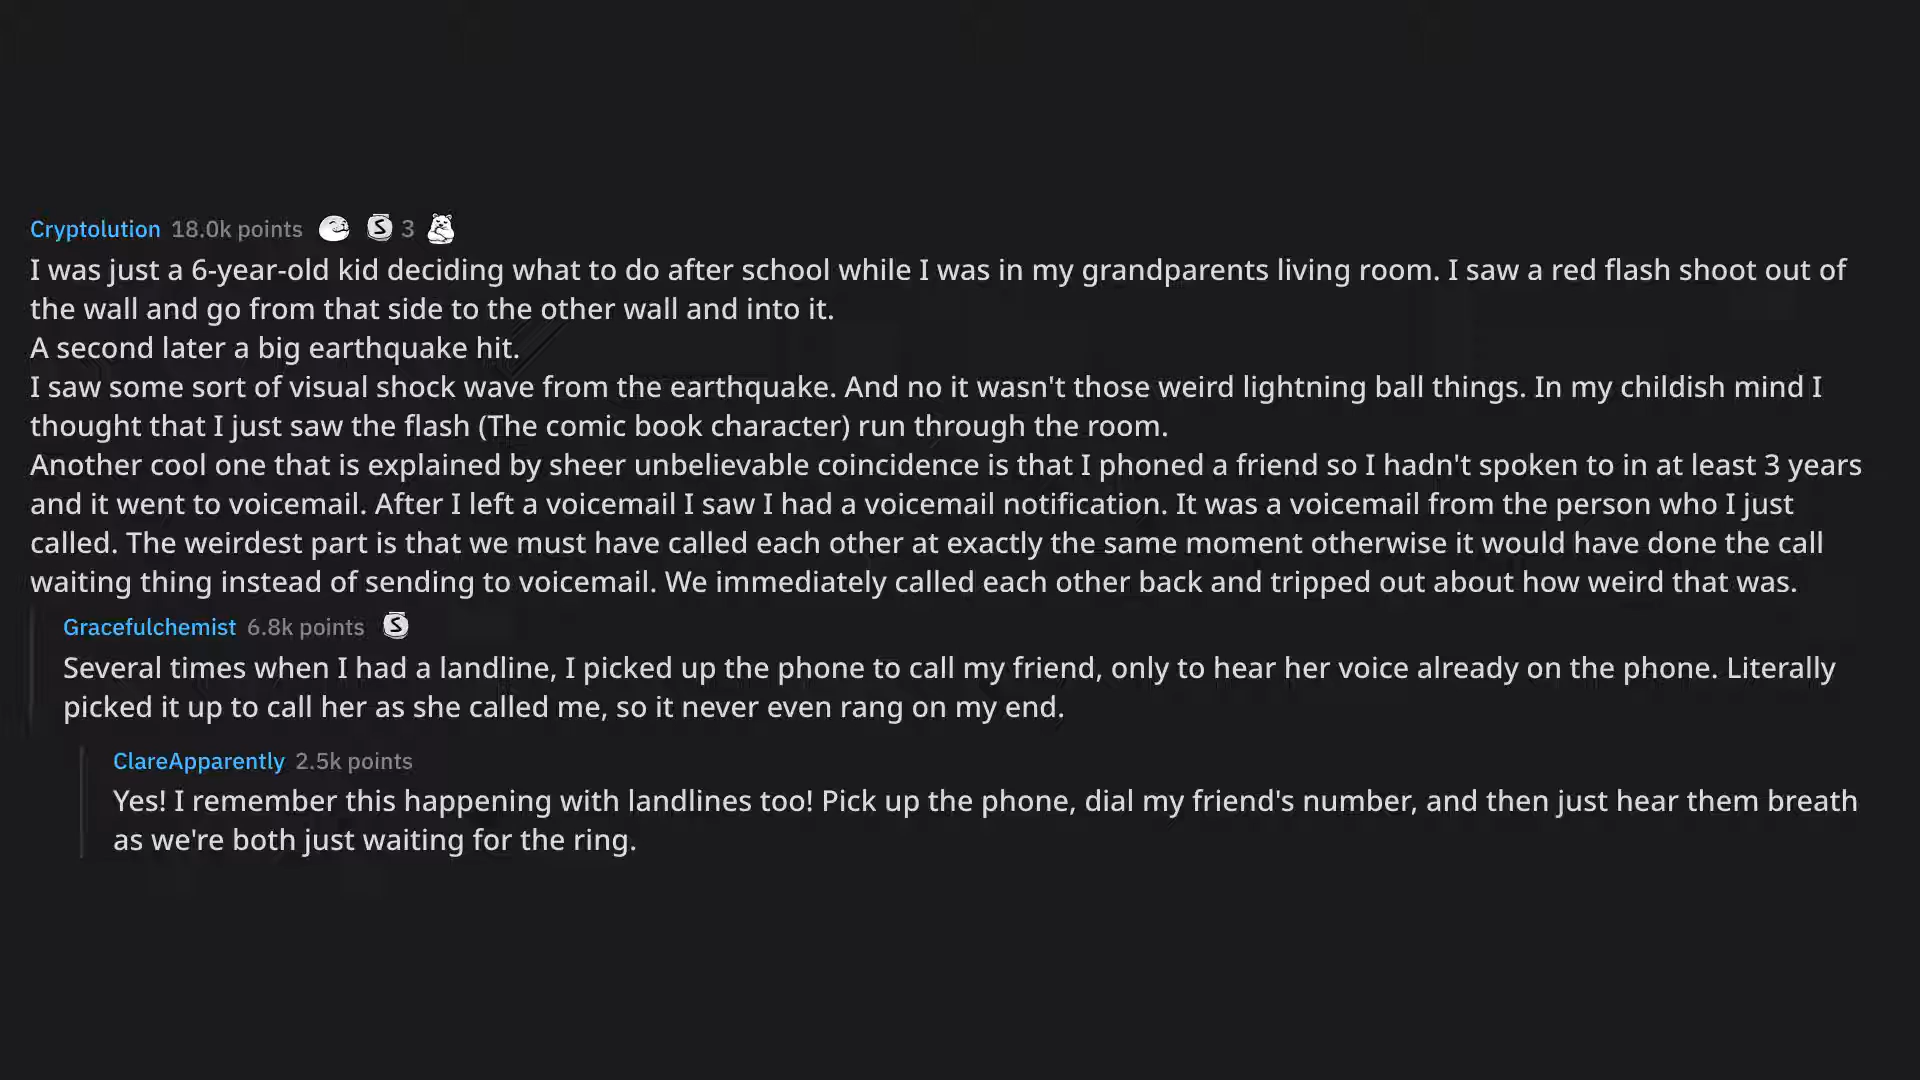 Cryptolution 18.0k points S 3
I was just a 6-year-old kid deciding what to do after school while I was in my grandparents living room. I saw a red flash shoot out of
the wall and go from that side to the other wall and into it.
A second later a big earthquake hit.
I saw some sort of visual shock wave from the earthquake. And no it wasn't those weird lightning ball things. In my childish mind I
thought that I just saw the flash (The comic book character) run through the room.
Another cool one that is explained by sheer unbelievable coincidence is that I phoned a friend so I hadn't spoken to in at least 3 years
and it went to voicemail. After I left a voicemail I saw I had a voicemail notification. It was a voicemail from the person who I just
called. The weirdest part is that we must have called each other at exactly the same moment otherwise it would have done the call
waiting thing instead of sending to voicemail. We immediately called each other back and tripped out about how weird that was.
Gracefulchemist 6.8k points S
Several times when I had a landline, I picked up the phone to call my friend, only to hear her voice already on the phone. Literally
picked it up to call her as she called me, so it never even rang on my end.
ClareApparently 2.5k points
Yes! I remember this happening with landlines too! Pick up the phone, dial my friend's number, and then just hear them breath
as we're both just waiting for the ring.